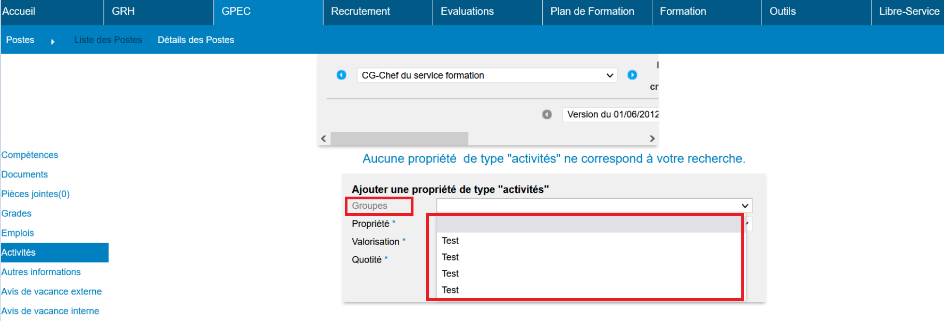 Accueil GRH GPEC Recrutement Evaluations Plan de Formation Formation Outils Libre-Service
Postes Liste des Postes Détails des Postes
CG-Chef du service formation
Version du 01/06/2012
Aucune propriété de type "activités" ne correspond à votre recherche.
Compétences
Documents
Pièces jointes(0)
Grades
Emplois
Activités
Autres informations
Avis de vacance externe
Avis de vacance interne
Ajouter une propriété de type "activités"
Groupes
Propriété *
Valorisation *
Quotité *
Test
Test
Test
Test